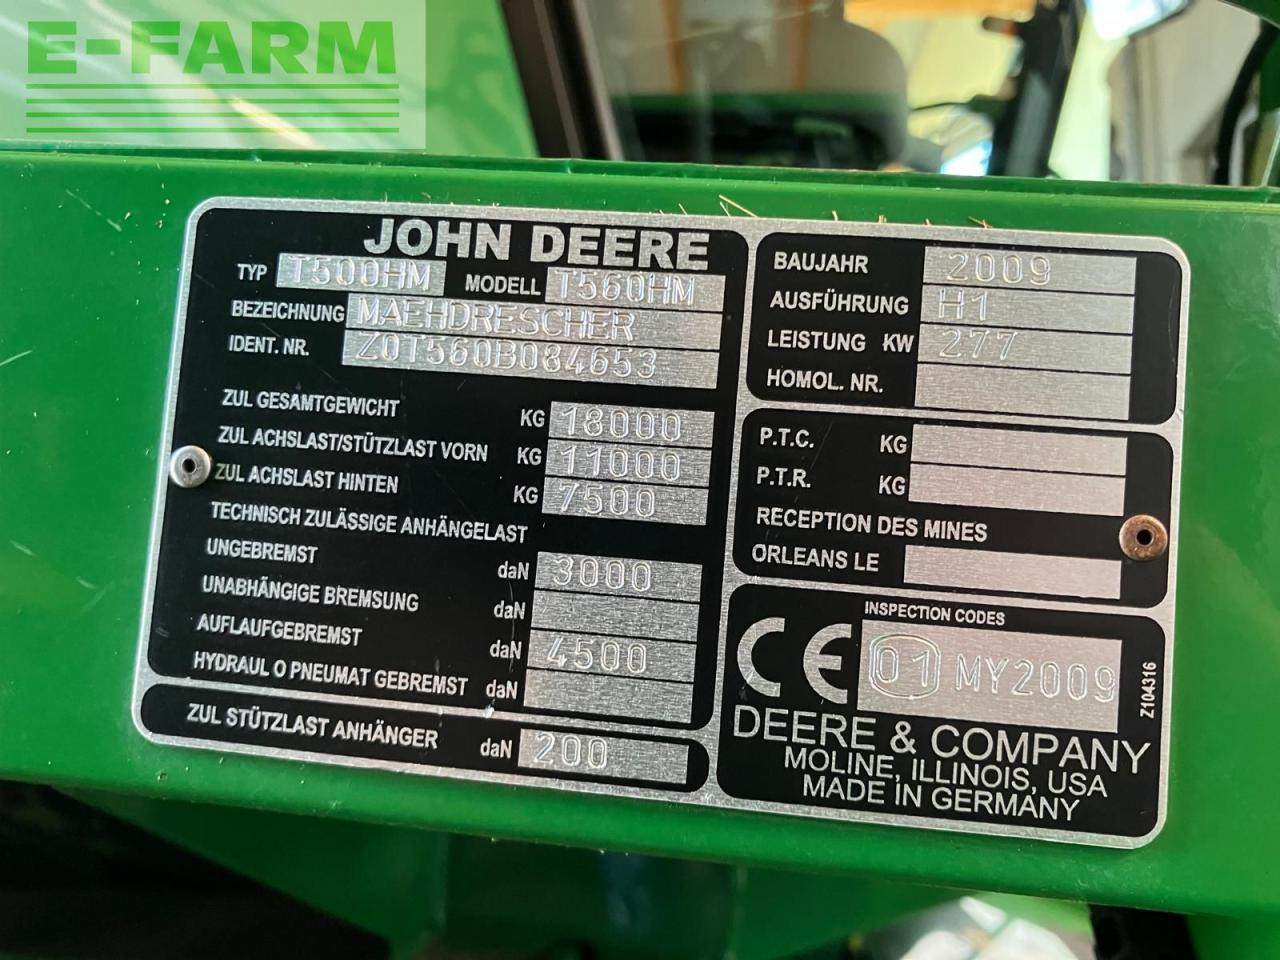 E-FARM
JOHN DEERE
TYP T500HM MODELL T560HM
BEZEICHNUNG MAEHDRESCHER
IDENT. NR. Z0T560B084653
ZUL GESAMTGEWICHT KG 18000
ZUL ACHSLAST/STÜTZLAST VORN KG 11000
ZUL ACHSLAST HINTEN KG 7500
TECHNISCH ZULÄSSIGE ANHÄNGELAST
UNGEBREMST daN 3000
UNABHÄNGIGE BREMSUNG daN
AUFLAUFGEBREMST daN 4500
HYDRAUL O PNEUMAT GEBREMST daN
ZUL STÜTZLAST ANHÄNGER daN 200
BAUJAHR 2009
AUSFÜHRUNG H1
LEISTUNG KW 277
HOMOL. NR.
P.T.C. KG
P.T.R. KG
RECEPTION DES MINES
ORLEANS LE
INSPECTION CODES
CE 01 MY2009
Z104316
DEERE & COMPANY
MOLINE, ILLINOIS, USA
MADE IN GERMANY